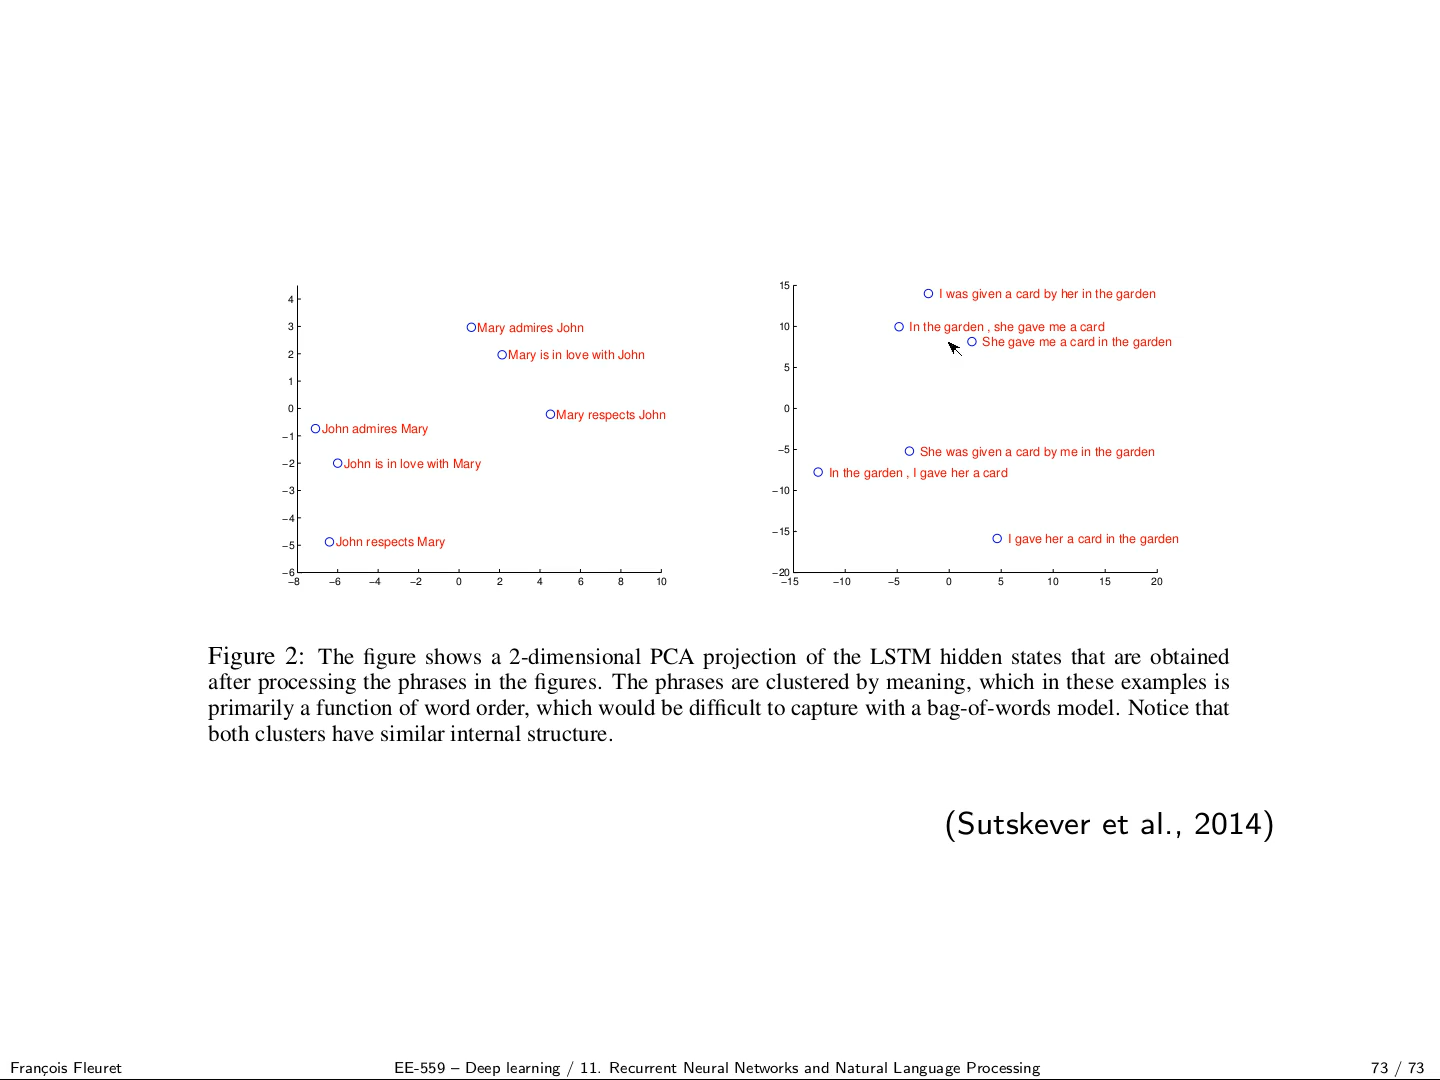 4
3
2
1
0
−1
−2
−3
−4
−5
−6
−8 −6 −4 −2 0 2 4 6 8 10
Mary admires John
Mary is in love with John
Mary respects John
John admires Mary
John is in love with Mary
John respects Mary
15
10
5
0
−5
−10
−15
−20
−15 −10 −5 0 5 10 15 20
I was given a card by her in the garden
In the garden , she gave me a card
She gave me a card in the garden
She was given a card by me in the garden
In the garden , I gave her a card
I gave her a card in the garden
Figure 2: The figure shows a 2-dimensional PCA projection of the LSTM hidden states that are obtained
after processing the phrases in the figures. The phrases are clustered by meaning, which in these examples is
primarily a function of word order, which would be difficult to capture with a bag-of-words model. Notice that
both clusters have similar internal structure.
(Sutskever et al., 2014)
François Fleuret EE-559 – Deep learning / 11. Recurrent Neural Networks and Natural Language Processing 73 / 73